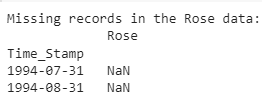 Missing records in the Rose data:
Rose
Time_Stamp
1994-07-31 NaN
1994-08-31 NaN